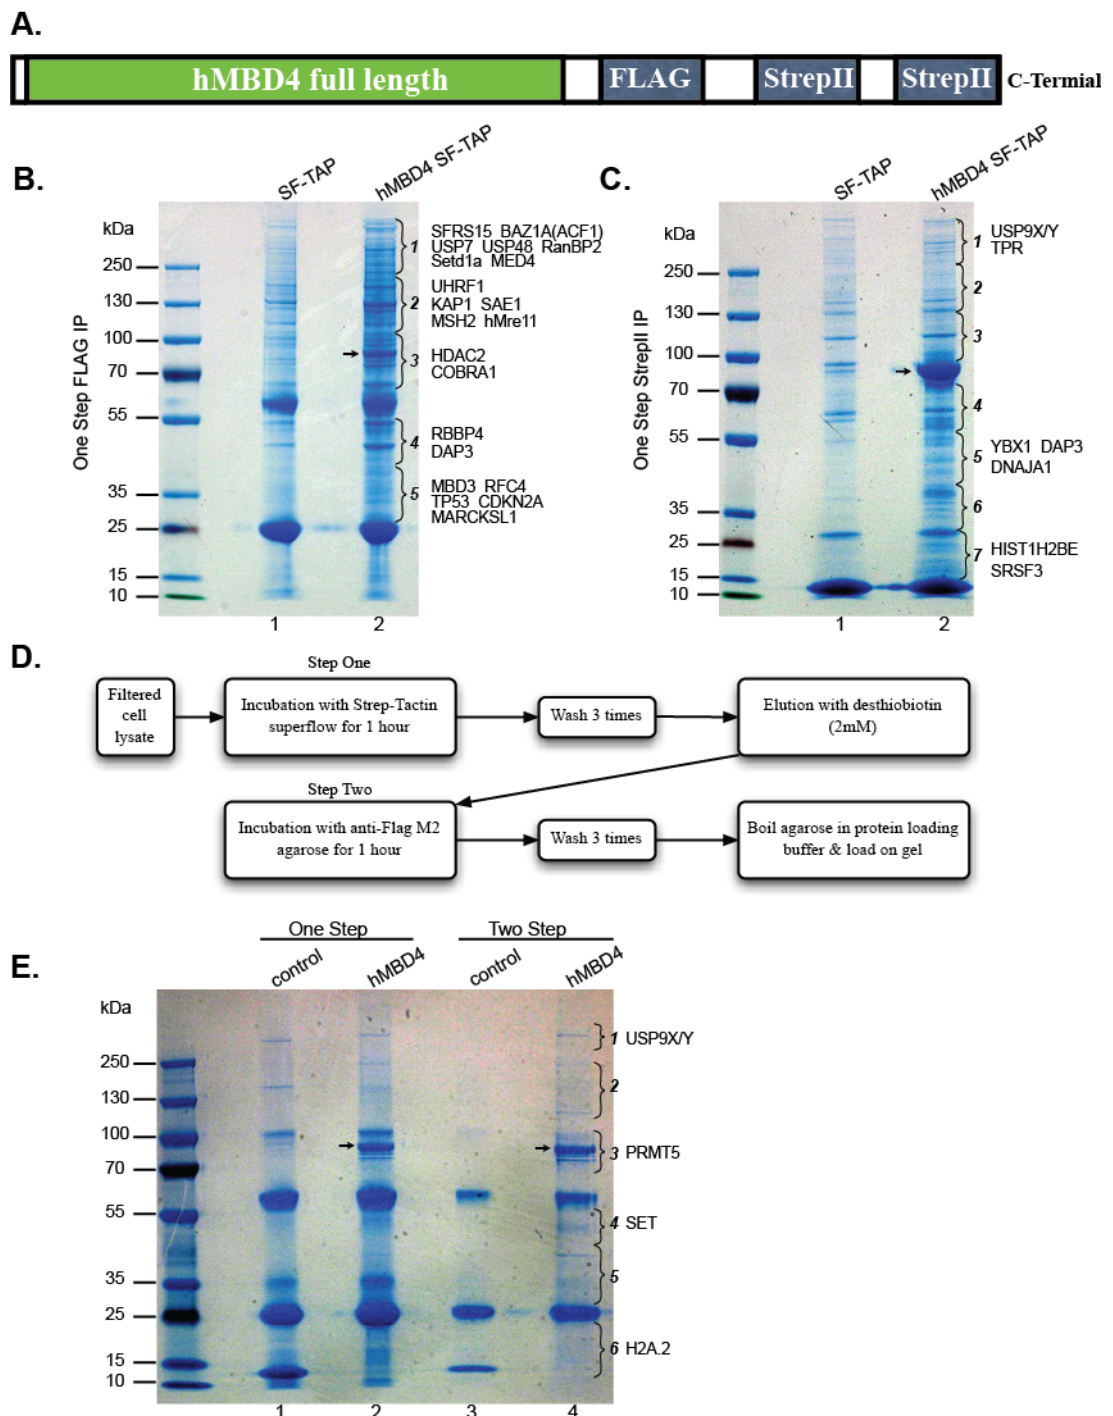 A.
hMBD4 full length FLAG StrepII StrepII C-Termial
B.
SF-TAP hMBD4 SF-TAP
kDa
One Step FLAG IP
250
130
100
70
55
35
25
15
10
1 SFRS15 BAZ1A(ACF1)
USP7 USP48 RanBP2
Setd1a MED4
2 UHRF1
KAP1 SAE1
MSH2 hMre11
3 HDAC2
COBRA1
4 RBBP4
DAP3
5 MBD3 RFC4
TP53 CDKN2A
MARCKSL1
1 2
C.
SF-TAP hMBD4 SF-TAP
kDa
One Step StrepII IP
250
130
100
70
55
35
25
15
10
1 USP9X/Y
TPR
2
3
4
5 YBX1 DAP3
DNAJA1
6
7 HIST1H2BE
SRSF3
1 2
D.
Step One
Filtered
cell
lysate
Incubation with Strep-Tactin
superflow for 1 hour
Wash 3 times
Elution with desthiobiotin
(2mM)
Step Two
Incubation with anti-Flag M2
agarose for 1 hour
Wash 3 times
Boil agarose in protein loading
buffer & load on gel
E.
One Step Two Step
control hMBD4 control hMBD4
kDa
250
130
100
70
55
35
25
15
10
1 USP9X/Y
2
3 PRMT5
4 SET
5
6 H2A.2
1 2 3 4